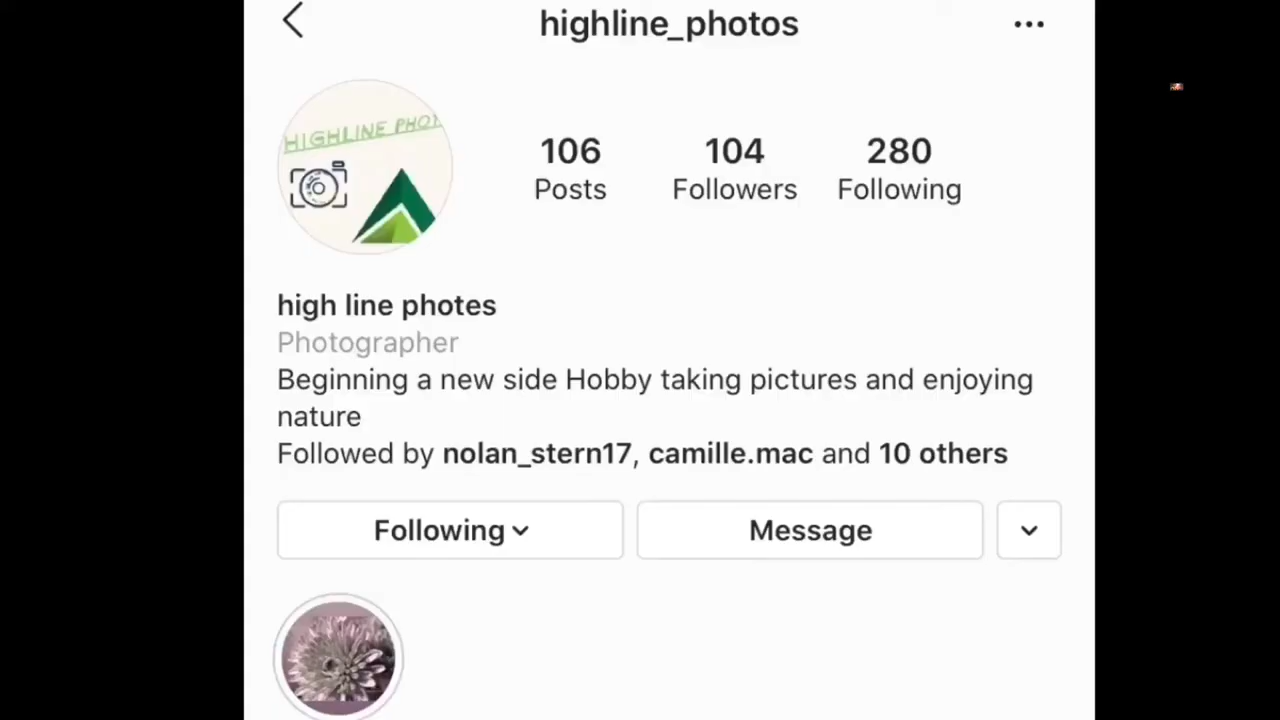 highline_photos
HIGHLINE PHOT
106 104 280
Posts Followers Following
high line photes
Photographer
Beginning a new side Hobby taking pictures and enjoying
nature
Followed by nolan_stern17, camille.mac and 10 others
Following Message